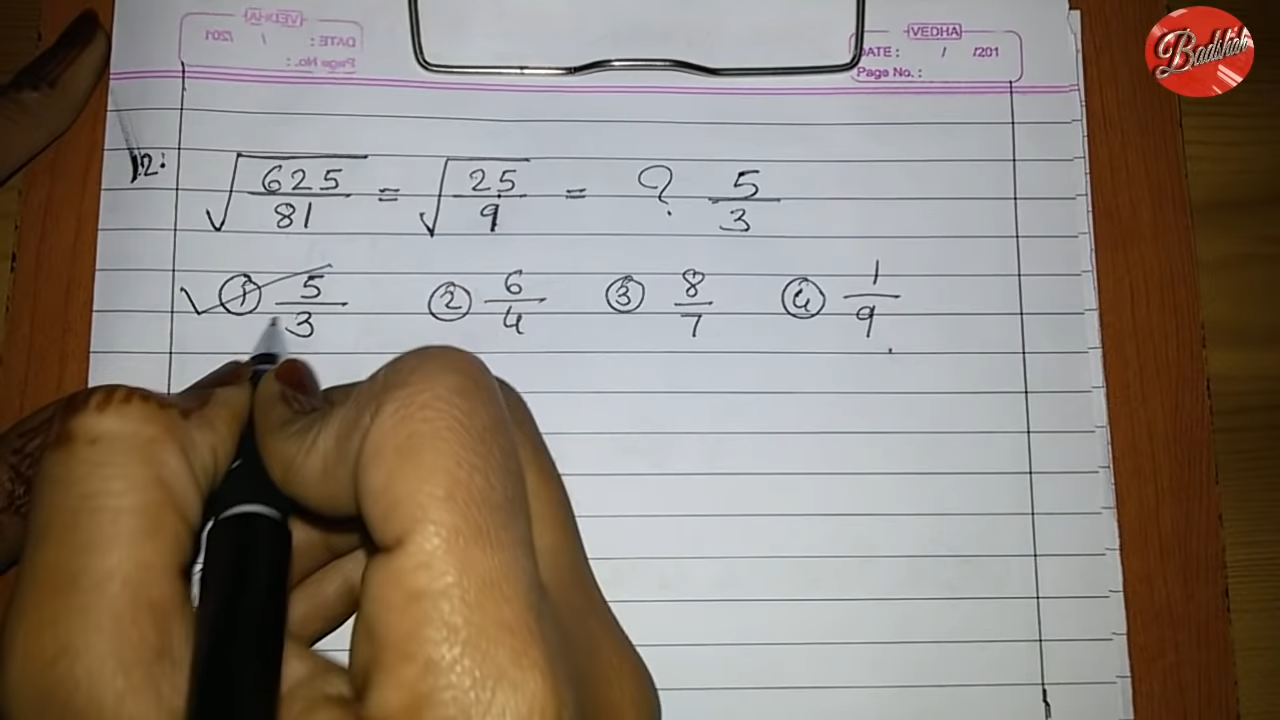 VEDHA
DATE : / /201
Page No. :
VEDHA
DATE : / /201
Page No. :
Badshah
12: √625/81 = √25/9 = ? 5/3
① 5/3 ② 6/4 ③ 8/7 ④ 1/9